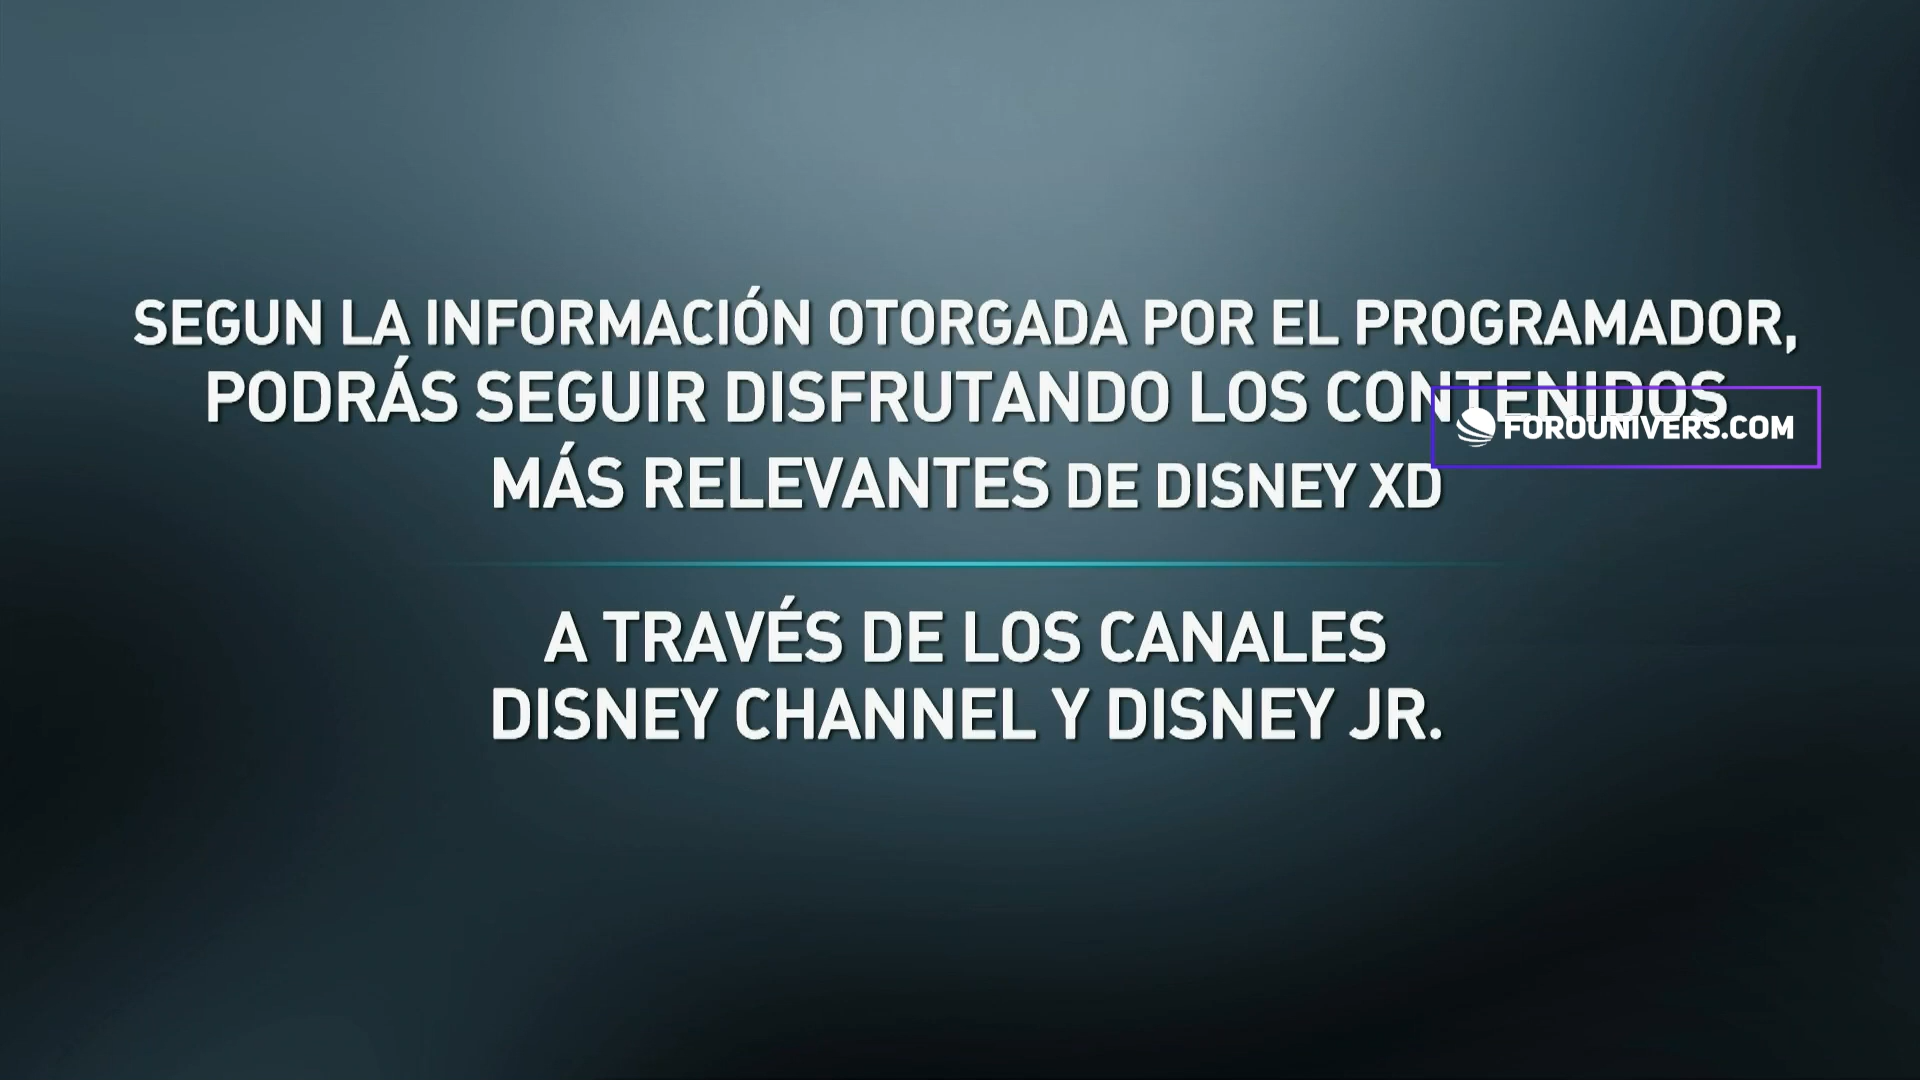 SEGUN LA INFORMACIÓN OTORGADA POR EL PROGRAMADOR,
PODRÁS SEGUIR DISFRUTANDO LOS CONTENIDOS
FOROUNIVERS.COM
MÁS RELEVANTES DE DISNEY XD
A TRAVÉS DE LOS CANALES
DISNEY CHANNEL Y DISNEY JR.